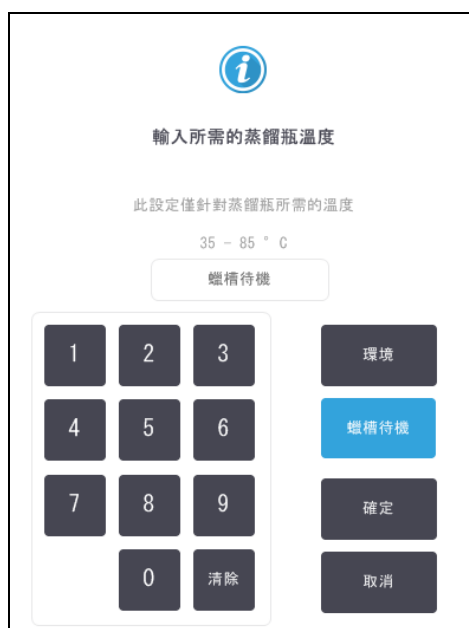 i
輸入所需的蒸餾瓶溫度
此設定僅針對蒸餾瓶所需的溫度
35 - 85 ° C
蠟槽待機
1 2 3 環境
4 5 6 蠟槽待機
7 8 9 確定
0 清除 取消